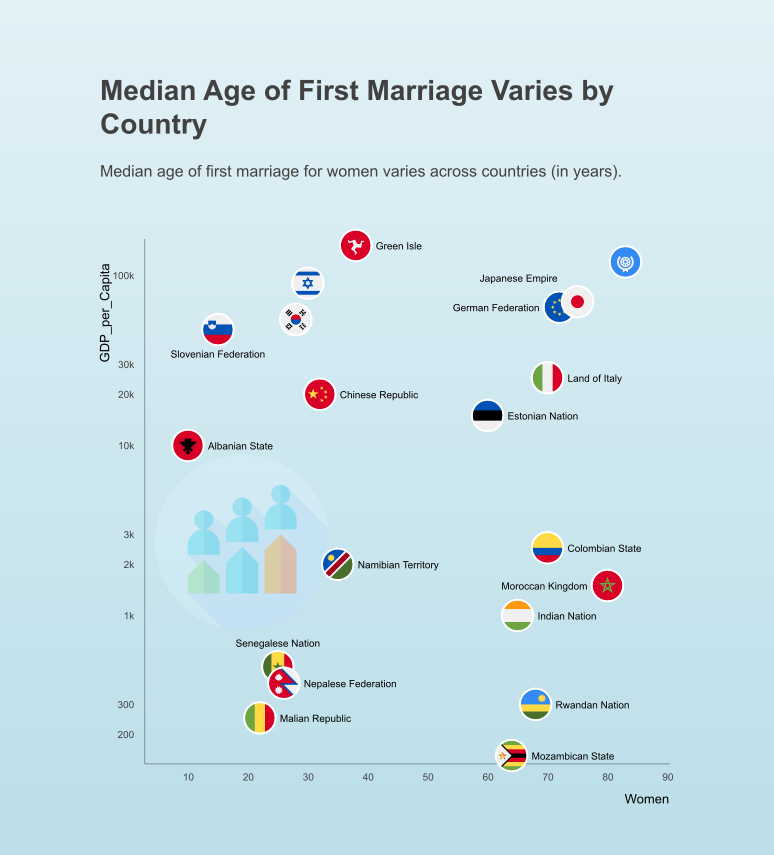 Median Age of First Marriage Varies by
Country
Median age of first marriage for women varies across countries (in years).
GDP_per_Capita
100k
30k
20k
10k
3k
2k
1k
300
200
Green Isle
Japanese Empire
German Federation
Slovenian Federation
Land of Italy
Chinese Republic
Estonian Nation
Albanian State
Colombian State
Namibian Territory
Moroccan Kingdom
Indian Nation
Senegalese Nation
Nepalese Federation
Rwandan Nation
Malian Republic
Mozambican State
10 20 30 40 50 60 70 80 90
Women